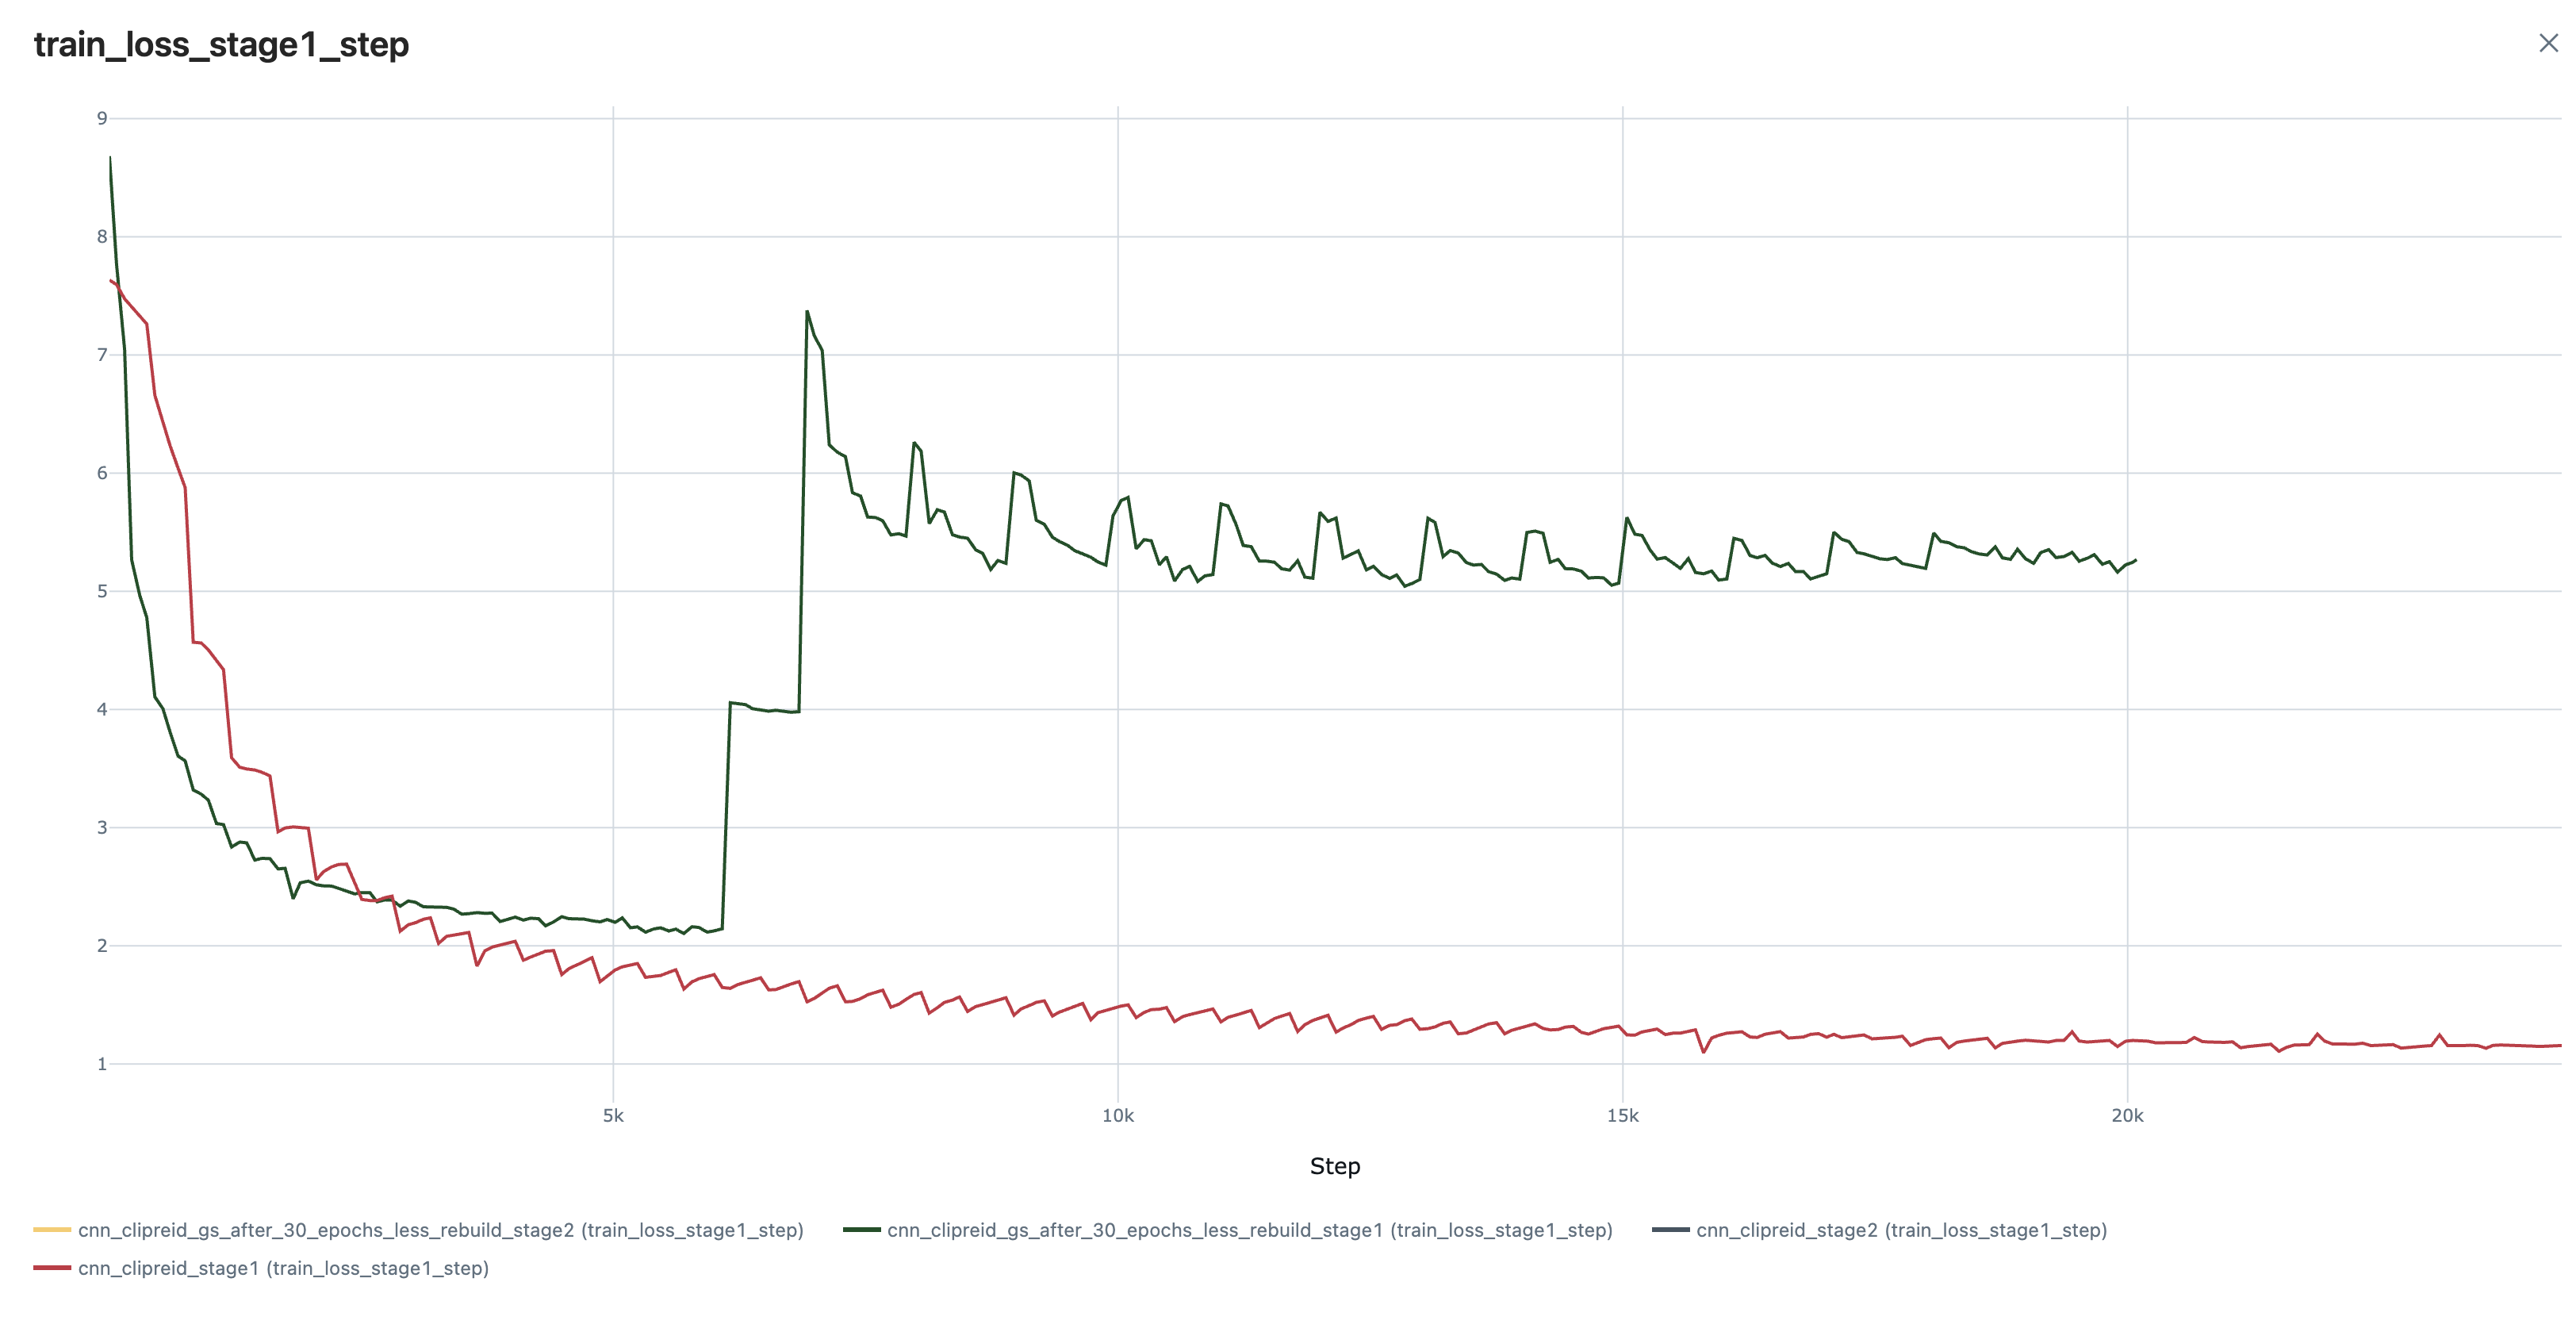 train_loss_stage1_step
9
8
7
6
5
4
3
2
1
5k 10k 15k 20k
Step
cnn_clipreid_gs_after_30_epochs_less_rebuild_stage2 (train_loss_stage1_step) cnn_clipreid_gs_after_30_epochs_less_rebuild_stage1 (train_loss_stage1_step) cnn_clipreid_stage2 (train_loss_stage1_step)
cnn_clipreid_stage1 (train_loss_stage1_step)